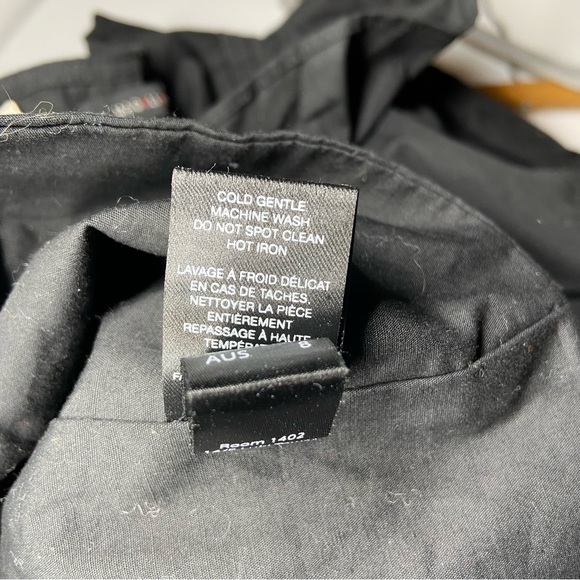 COLD GENTLE
MACHINE WASH
DO NOT SPOT CLEAN
HOT IRON
LAVAGE À FROID DÉLICAT
EN CAS DE TACHES.
NETTOYER LA PIÈCE
ENTIÈREMENT
REPASSAGE À HAUTE
AUS 8
Room 1402